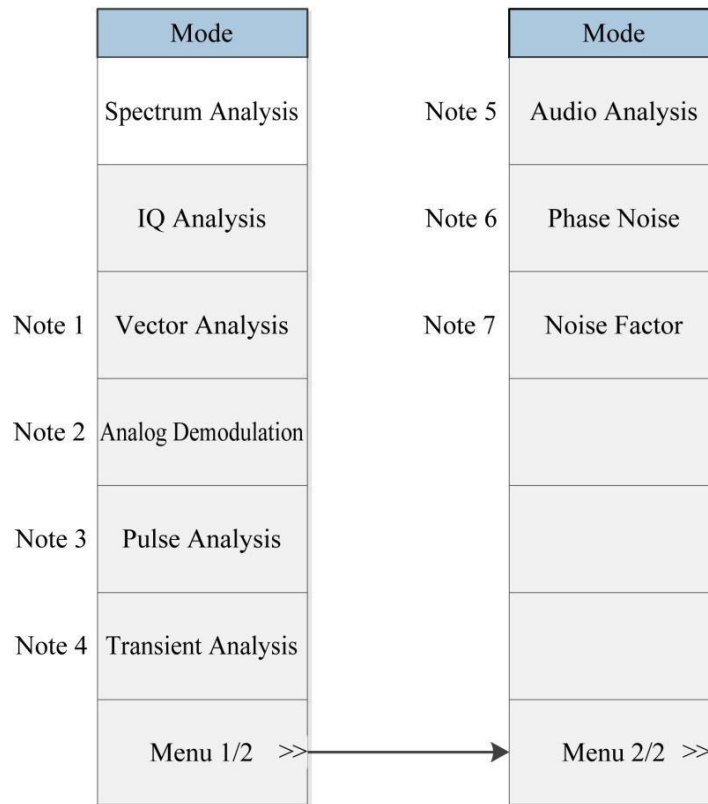 Mode
Spectrum Analysis
IQ Analysis
Note 1 Vector Analysis
Note 2 Analog Demodulation
Note 3 Pulse Analysis
Note 4 Transient Analysis
Menu 1/2 >>
Mode
Note 5 Audio Analysis
Note 6 Phase Noise
Note 7 Noise Factor
Menu 2/2 >>